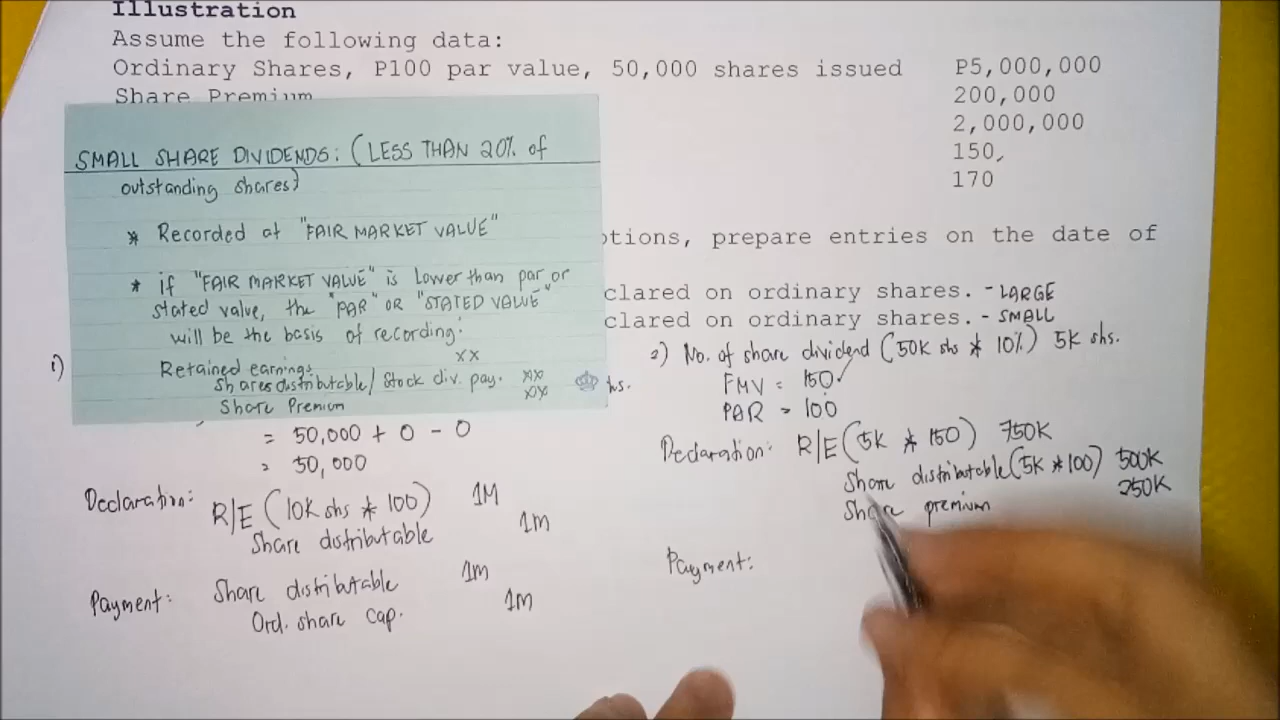 Illustration
Assume the following data:
Ordinary Shares, P100 par value, 50,000 shares issued P5,000,000
Share Premium 200,000
2,000,000
150,
170
SMALL SHARE DIVIDENDS: (LESS THAN 20% of
outstanding shares)
* Recorded at "FAIR MARKET VALUE"
* if "FAIR MARKET VALUE" is lower than par or
stated value, the "PAR" OR "STATED VALUE"
will be the basis of recording:
Retained earnings xx
Shares distributable/ Stock div. pay. xx
Share Premium xx
ptions, prepare entries on the date of
clared on ordinary shares. - LARGE
clared on ordinary shares. - SMALL
1)
hs.
= 50,000 + 0 - 0
= 50,000
Declaration: R/E (10K shs * 100) 1M
Share distributable 1m
Payment: Share distributable 1m
Ord. share cap. 1M
2) No. of share dividend (50K shs * 10%) 5K shs.
FMV = 150 ✓
PAR = 100
Declaration: R/E (5K * 150) 750K
Share distributable (5K * 100) 500K
Share premium 250K
Payment: